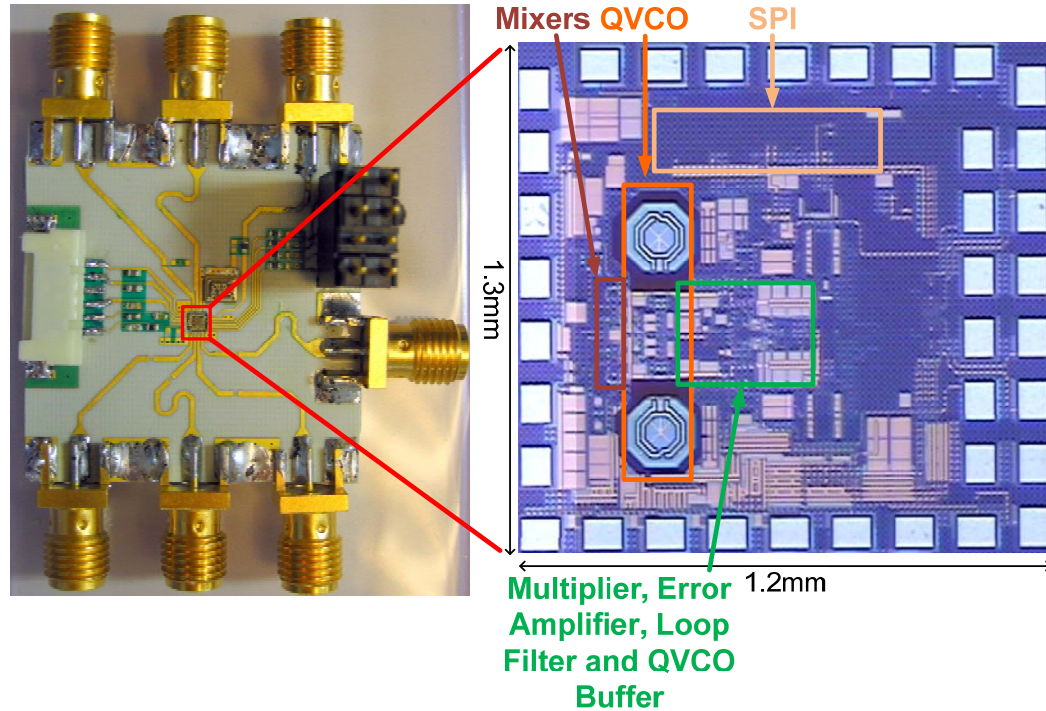 Mixers QVCO SPI
1.3mm
1.2mm
Multiplier, Error
Amplifier, Loop
Filter and QVCO
Buffer